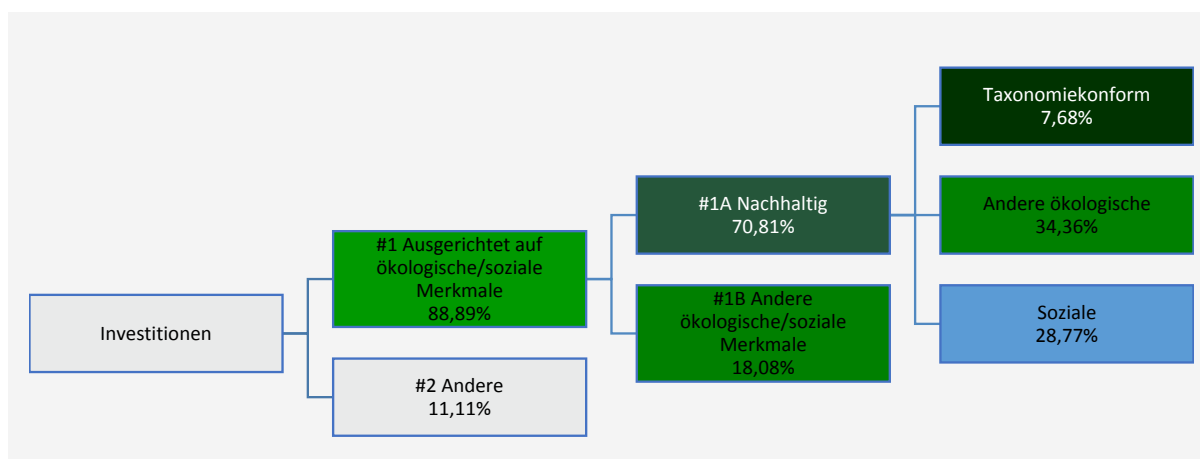 Investitionen
#1 Ausgerichtet auf
ökologische/soziale
Merkmale
88,89%
#2 Andere
11,11%
#1A Nachhaltig
70,81%
#1B Andere
ökologische/soziale
Merkmale
18,08%
Taxonomiekonform
7,68%
Andere ökologische
34,36%
Soziale
28,77%